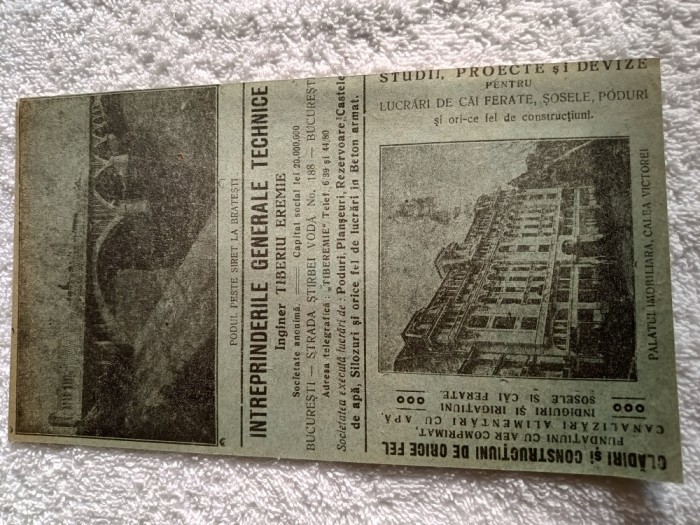 PODUL PESTE SIRET LA BRATEȘTI
INTREPRINDERILE GENERALE TECHNICE
Inginer TIBERIU EREMIE
Societate anonimă. Capital social lei 20,000,000
BUCUREȘTI — STRADA ȘTIRBEI VODĂ No. 188 — BUCUREȘTI
Adresa telegrafică: "TIBEREMIE" Telef. 6/39 și 44/80
Societatea execută lucrări de: Poduri, Planșeuri, Rezervoare, Castele
de apă, Silozuri și orice fel de lucrări în Beton armat.
STUDII, PROECTE și DEVIZE
PENTRU
LUCRĂRI DE CĂI FERATE, ȘOSELE, PODURI
și ori-ce fel de construcțiuni.
PALATUL IMOBILIARA, CALEA VICTOREI
CLĂDIRI și CONSTRUCȚIUNI DE ORICE FEL
FUNDAȚIUNI CU AER COMPRIMAT.
CANALIZĂRI ALIMENTĂRI CU APĂ.
INDIGUIRI ȘI IRIGAȚIUNI
SOSELE SI CĂI FERATE.